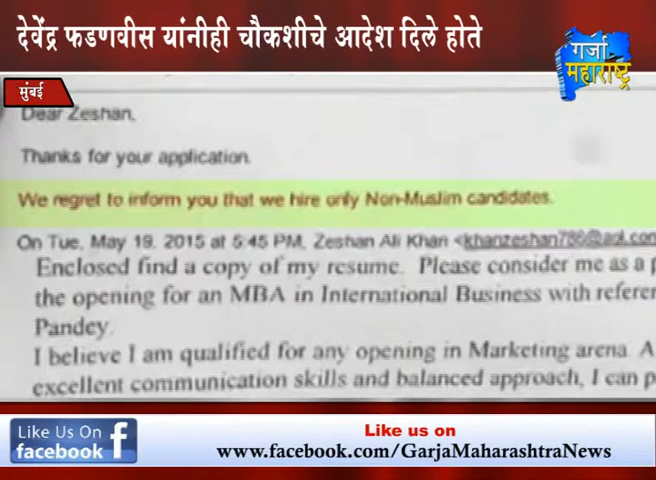 देवेंद्र फडणवीस यांनीही चौकशीचे आदेश दिले होते
गर्जा
महाराष्ट्र
मुंबई
Dear Zeshan,
Thanks for your application.
We regret to inform you that we hire only Non-Muslim candidates.
On Tue, May 19, 2015 at 5:45 PM, Zeshan Ali Khan <khanzeshan786@aol.com
Enclosed find a copy of my resume. Please consider me as a p
the opening for an MBA in International Business with refere
Pandey.
I believe I am qualified for any opening in Marketing arena. A
excellent communication skills and balanced approach, I can p
Like Us On
facebook
f
Like us on
www.facebook.com/GarjaMaharashtraNews